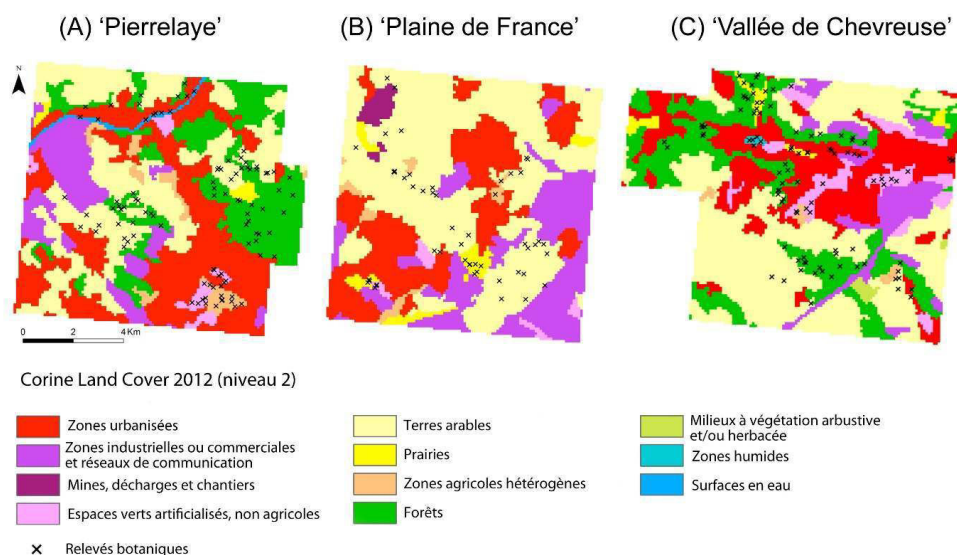 (A) ‘Pierrelaye’
(B) ‘Plaine de France’
(C) ‘Vallée de Chevreuse’
N
0 2 4 Km
Corine Land Cover 2012 (niveau 2)
Zones urbanisées
Zones industrielles ou commerciales
et réseaux de communication
Mines, décharges et chantiers
Espaces verts artificialisés, non agricoles
Relevés botaniques
Terres arables
Prairies
Zones agricoles hétérogènes
Forêts
Milieux à végétation arbustive
et/ou herbacée
Zones humides
Surfaces en eau